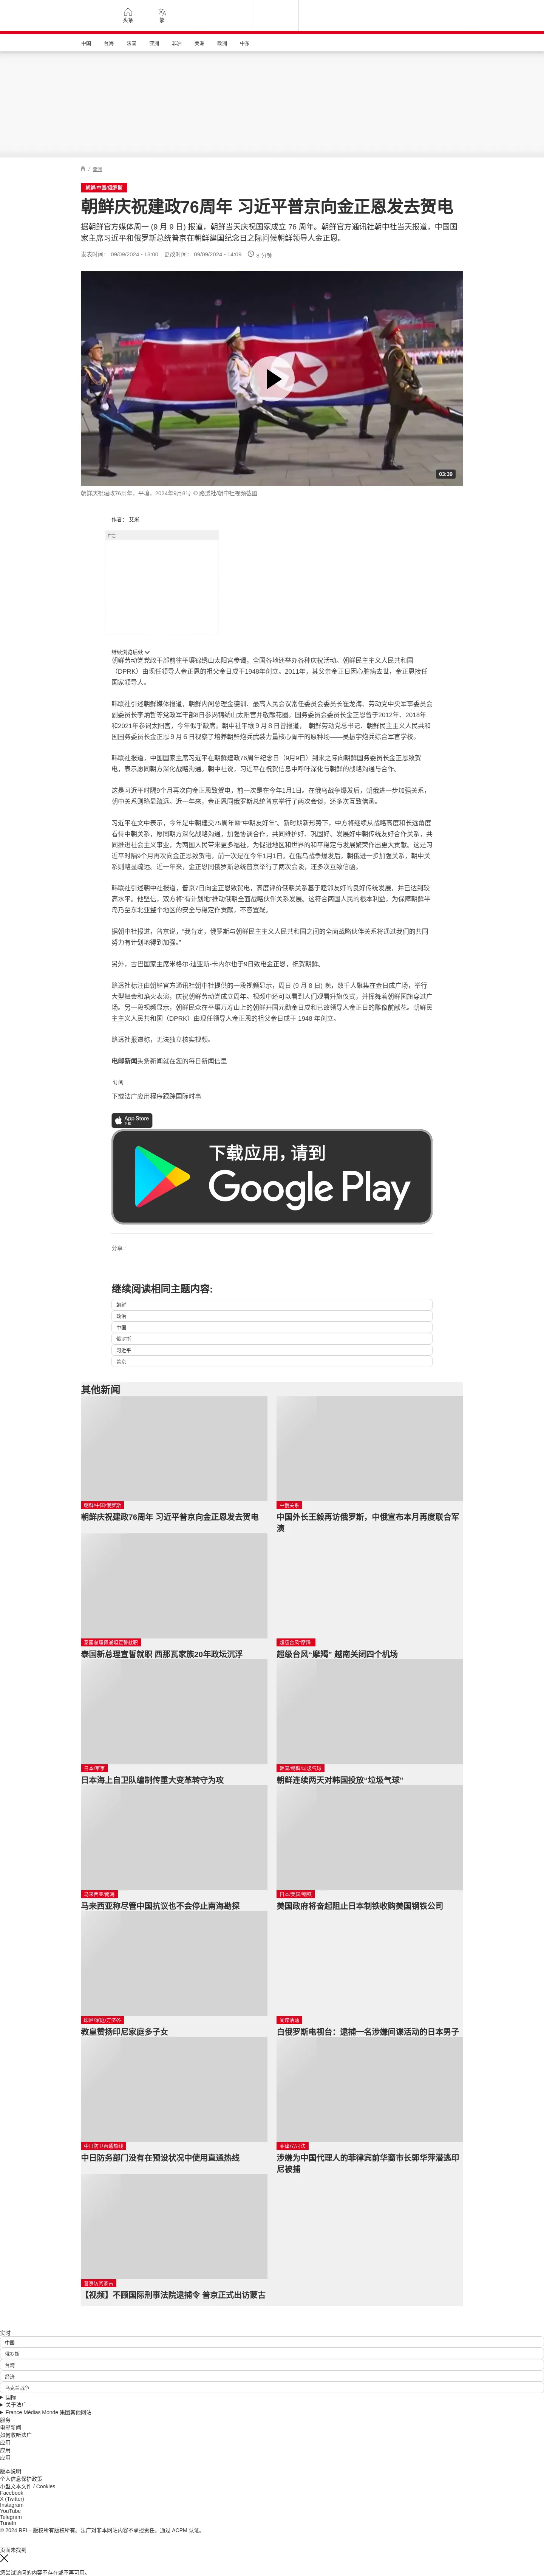 头条
繁
中国 台海 法国 亚洲 非洲 美洲 欧洲 中东
/ 亚洲
朝鲜/中国/俄罗斯
朝鲜庆祝建政76周年 习近平普京向金正恩发去贺电
据朝鲜官方媒体周一 (9 月 9 日) 报道，朝鲜当天庆祝国家成立 76 周年。朝鲜官方通讯社朝中社当天报道，中国国
家主席习近平和俄罗斯总统普京在朝鲜建国纪念日之际问候朝鲜领导人金正恩。
发表时间： 09/09/2024 - 13:00 更改时间： 09/09/2024 - 14:09 6 分钟
03:39
朝鲜庆祝建政76周年，平壤，2024年9月8号 © 路透社/朝中社视频截图
作者： 艾米
广告
继续浏览后续
朝鲜劳动党党政干部前往平壤锦绣山太阳宫参谒，全国各地还举办各种庆祝活动。朝鲜民主主义人民共和国
（DPRK）由现任领导人金正恩的祖父金日成于1948年创立。2011年，其父亲金正日因心脏病去世，金正恩接任
国家领导人。
韩联社引述朝鲜媒体报道，朝鲜内阁总理金德训、最高人民会议常任委员会委员长崔龙海、劳动党中央军事委员会
副委员长李炳哲等党政军干部8日参谒锦绣山太阳宫并敬献花圈。国务委员会委员长金正恩曾于2012年、2018年
和2021年参谒太阳宫，今年似乎缺席。朝中社平壤９月８日曾报道， 朝鲜劳动党总书记、朝鲜民主主义人民共和
国国务委员长金正恩９月６日视察了培养朝鲜炮兵武装力量核心骨干的原种场——吴振宇炮兵综合军官学校。
韩联社报道，中国国家主席习近平在朝鲜建政76周年纪念日（9月9日）到来之际向朝鲜国务委员长金正恩致贺
电，表示愿同朝方深化战略沟通。朝中社说，习近平在祝贺信息中呼吁深化与朝鲜的战略沟通与合作。
这是习近平时隔9个月再次向金正恩致贺电，前一次是在今年1月1日。在俄乌战争爆发后，朝俄进一步加强关系，
朝中关系则略显疏远。近一年来，金正恩同俄罗斯总统普京举行了两次会谈，还多次互致信函。
习近平在文中表示，今年是中朝建交75周年暨“中朝友好年”。新时期新形势下，中方将继续从战略高度和长远角度
看待中朝关系，愿同朝方深化战略沟通，加强协调合作，共同维护好、巩固好、发展好中朝传统友好合作关系，共
同推进社会主义事业，为两国人民带来更多福祉，为促进地区和世界的和平稳定与发展繁荣作出更大贡献。这是习
近平时隔9个月再次向金正恩致贺电。前一次是在今年1月1日。在俄乌战争爆发后，朝俄进一步加强关系，朝中关
系则略显疏远。近一年来，金正恩同俄罗斯总统普京举行了两次会谈，还多次互致信函。
韩联社引述朝中社报道，普京7日向金正恩致贺电，高度评价俄朝关系基于睦邻友好的良好传统发展，并已达到较
高水平。他坚信，双方将“有计划地”推动俄朝全面战略伙伴关系发展。这符合两国人民的根本利益，为保障朝鲜半
岛乃至东北亚整个地区的安全与稳定作贡献，不容置疑。
据朝中社报道，普京说，“我肯定，俄罗斯与朝鲜民主主义人民共和国之间的全面战略伙伴关系将通过我们的共同
努力有计划地得到加强。”
另外，古巴国家主席米格尔·迪亚斯-卡内尔也于9日致电金正恩，祝贺朝鲜。
路透社标注由朝鲜官方通讯社朝中社提供的一段视频显示，周日 (9 月 8 日) 晚，数千人聚集在金日成广场，举行
大型舞会和焰火表演，庆祝朝鲜劳动党成立周年。视频中还可以看到人们观看升旗仪式，并挥舞着朝鲜国旗穿过广
场。另一段视频显示，朝鲜民众在平壤万寿山上的朝鲜开国元勋金日成和已故领导人金正日的雕像前献花。朝鲜民
主主义人民共和国（DPRK）由现任领导人金正恩的祖父金日成于 1948 年创立。
路透社报道称，无法独立核实视频。
电邮新闻头条新闻就在您的每日新闻信里
订阅
下载法广应用程序跟踪国际时事
App Store
下载应用，请到
Google Play
分享 :
继续阅读相同主题内容:
朝鲜
政治
中国
俄罗斯
习近平
普京
其他新闻
朝鲜/中国/俄罗斯
朝鲜庆祝建政76周年 习近平普京向金正恩发去贺电
中俄关系
中国外长王毅再访俄罗斯，中俄宣布本月再度联合军
演
泰国总理佩通坦宣誓就职
泰国新总理宣誓就职 西那瓦家族20年政坛沉浮
超级台风“摩羯”
超级台风“摩羯” 越南关闭四个机场
日本/军事
日本海上自卫队编制传重大变革转守为攻
韩国/朝鲜/垃圾气球
朝鲜连续两天对韩国投放“垃圾气球”
马来西亚/南海
马来西亚称尽管中国抗议也不会停止南海勘探
日本/美国/钢铁
美国政府将奋起阻止日本制铁收购美国钢铁公司
印尼/家庭/方济各
教皇赞扬印尼家庭多子女
间谍活动
白俄罗斯电视台：逮捕一名涉嫌间谍活动的日本男子
中日防卫直通热线
中日防务部门没有在预设状况中使用直通热线
菲律宾/司法
涉嫌为中国代理人的菲律宾前华裔市长郭华萍潜逃印
尼被捕
普京访问蒙古
【视频】不顾国际刑事法院逮捕令 普京正式出访蒙古
实时
中国
俄罗斯
台湾
经济
乌克兰战争
国际
关于法广
France Médias Monde 集团其他网站
服务
电邮新闻
如何收听法广
应用
应用
应用
版本说明
个人信息保护政策
小型文本文件 / Cookies
Facebook
X (Twitter)
Instagram
YouTube
Telegram
TuneIn
© 2024 RFI – 版权所有版权所有。法广对非本网站内容不承担责任。通过 ACPM 认证。
页面未找到
您尝试访问的内容不存在或不再可用。